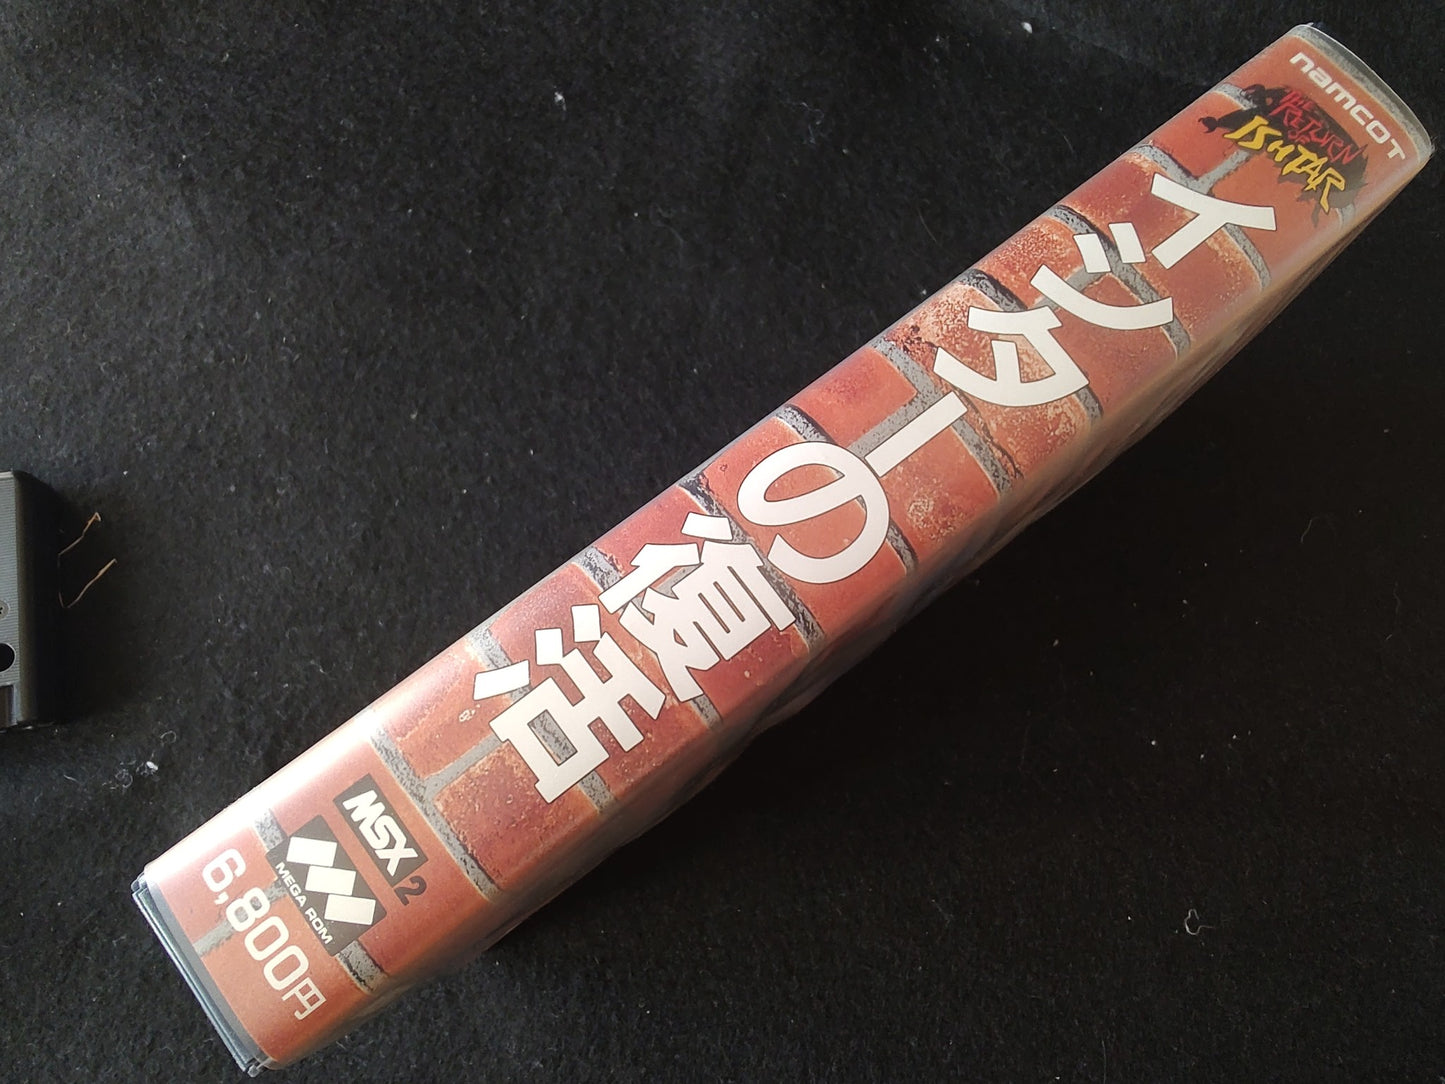 namcot
THE
RETURN
OF
ISHTAR
イシターの復活
MSX2
MEGA ROM
6,800円